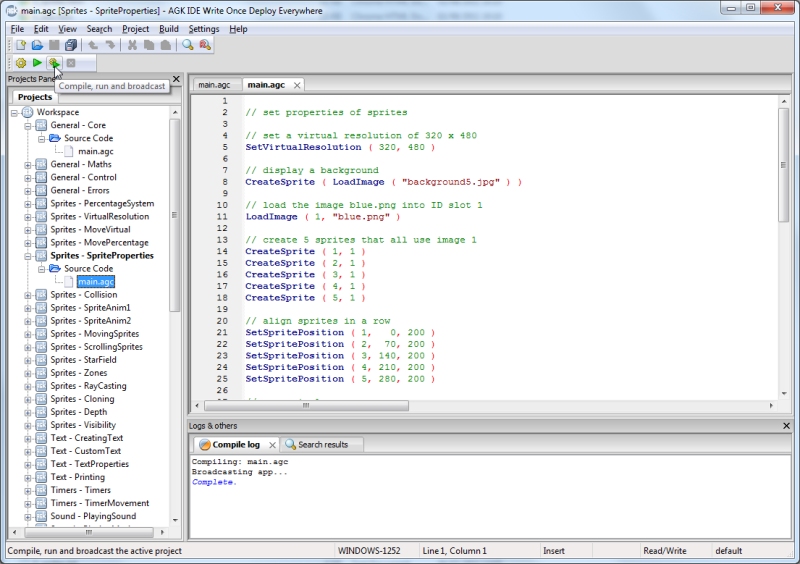 main.agc [Sprites - SpriteProperties] - AGK IDE Write Once Deploy Everywhere
File Edit View Search Project Build Settings Help
Projects Pane
Compile, run and broadcast
Projects
Workspace
General - Core
Source Code
main.agc
General - Maths
General - Control
General - Errors
Sprites - PercentageSystem
Sprites - VirtualResolution
Sprites - MoveVirtual
Sprites - MovePercentage
Sprites - SpriteProperties
Source Code
main.agc
Sprites - Collision
Sprites - SpriteAnim1
Sprites - SpriteAnim2
Sprites - MovingSprites
Sprites - ScrollingSprites
Sprites - StarField
Sprites - Zones
Sprites - RayCasting
Sprites - Cloning
Sprites - Depth
Sprites - Visibility
Text - CreatingText
Text - CustomText
Text - TextProperties
Text - Printing
Timers - Timers
Timers - TimerMovement
Sound - PlayingSound
main.agc main.agc
1
2 // set properties of sprites
3
4 // set a virtual resolution of 320 x 480
5 SetVirtualResolution ( 320, 480 )
6
7 // display a background
8 CreateSprite ( LoadImage ( "background5.jpg" ) )
9
10 // load the image blue.png into ID slot 1
11 LoadImage ( 1, "blue.png" )
12
13 // create 5 sprites that all use image 1
14 CreateSprite ( 1, 1 )
15 CreateSprite ( 2, 1 )
16 CreateSprite ( 3, 1 )
17 CreateSprite ( 4, 1 )
18 CreateSprite ( 5, 1 )
19
20 // align sprites in a row
21 SetSpritePosition ( 1,   0, 200 )
22 SetSpritePosition ( 2,  70, 200 )
23 SetSpritePosition ( 3, 140, 200 )
24 SetSpritePosition ( 4, 210, 200 )
25 SetSpritePosition ( 5, 280, 200 )
26
Logs & others
Compile log Search results
Compiling: main.agc
Broadcasting app...
Complete.
Compile, run and broadcast the active project WINDOWS-1252 Line 1, Column 1 Insert Read/Write default